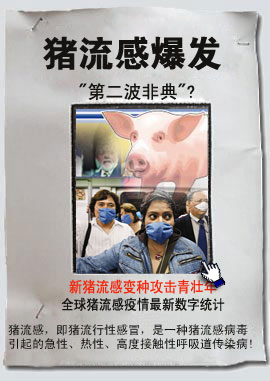 猪流感爆发
"第二波非典"?
新猪流感变种攻击青壮年
全球猪流感疫情最新数字统计
猪流感，即猪流行性感冒，是一种猪流感病毒
引起的急性、热性、高度接触性呼吸道传染病！